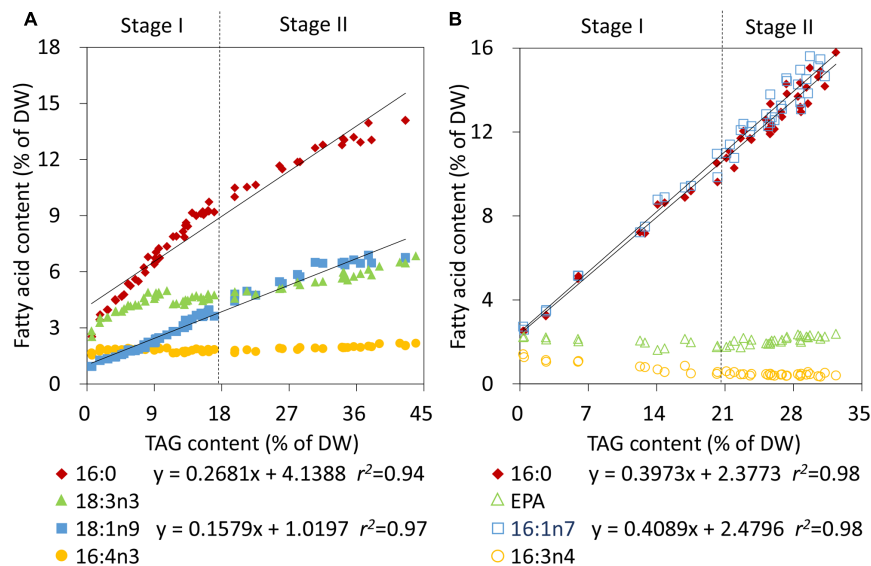 A
Stage I
Stage II
Fatty acid content (% of DW)
18
15
12
9
6
3
0
0
9
18
27
36
45
TAG content (% of DW)
16:0 y = 0.2681x + 4.1388 r²=0.94
18:3n3
18:1n9 y = 0.1579x + 1.0197 r²=0.97
16:4n3
B
Stage I
Stage II
Fatty acid content (% of DW)
16
12
8
4
0
0
7
14
21
28
35
TAG content (% of DW)
16:0 y = 0.3973x + 2.3773 r²=0.98
EPA
16:1n7 y = 0.4089x + 2.4796 r²=0.98
16:3n4